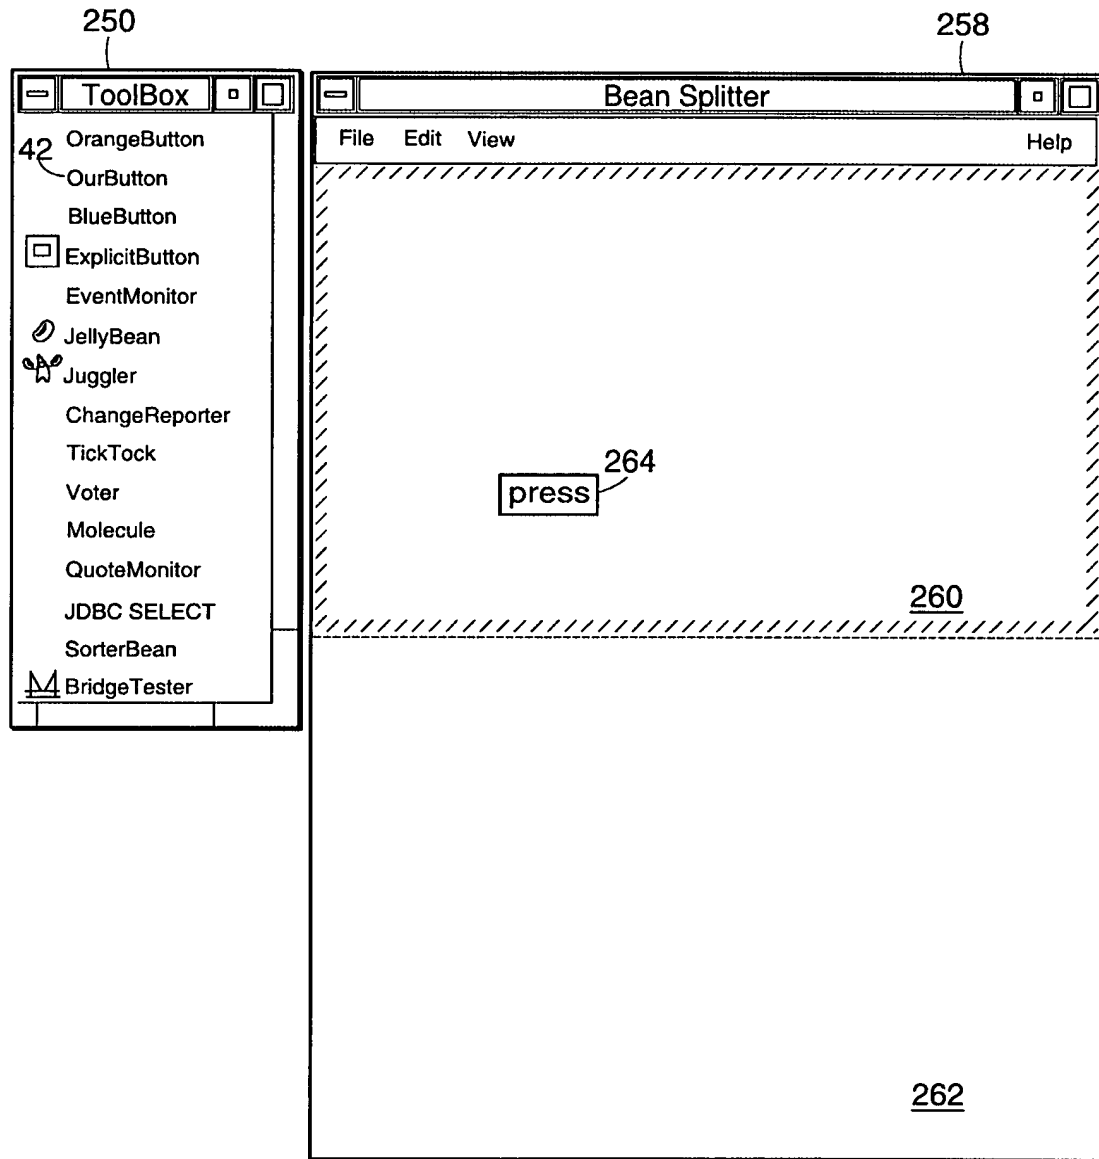 250
258
ToolBox
Bean Splitter
File Edit View Help
OrangeButton
42
OurButton
BlueButton
ExplicitButton
EventMonitor
JellyBean
Juggler
ChangeReporter
TickTock
Voter
Molecule
QuoteMonitor
JDBC SELECT
SorterBean
BridgeTester
264
press
260
262